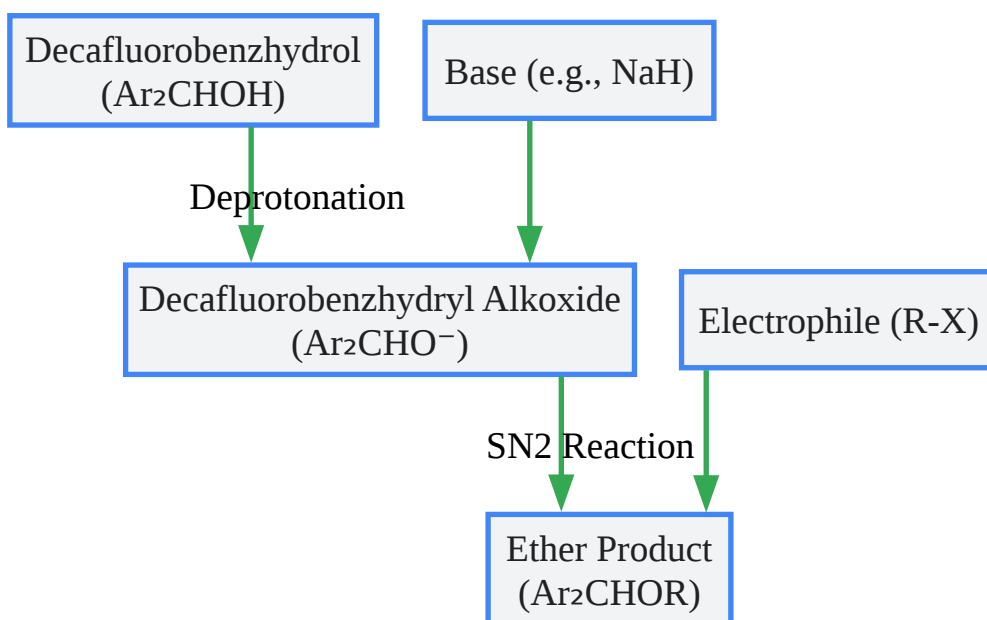 Decafluorobenzhydrol
(Ar₂CHOH)
Base (e.g., NaH)
Deprotonation
Decafluorobenzhydryl Alkoxide
(Ar₂CHO⁻)
Electrophile (R-X)
SN2 Reaction
Ether Product
(Ar₂CHOR)